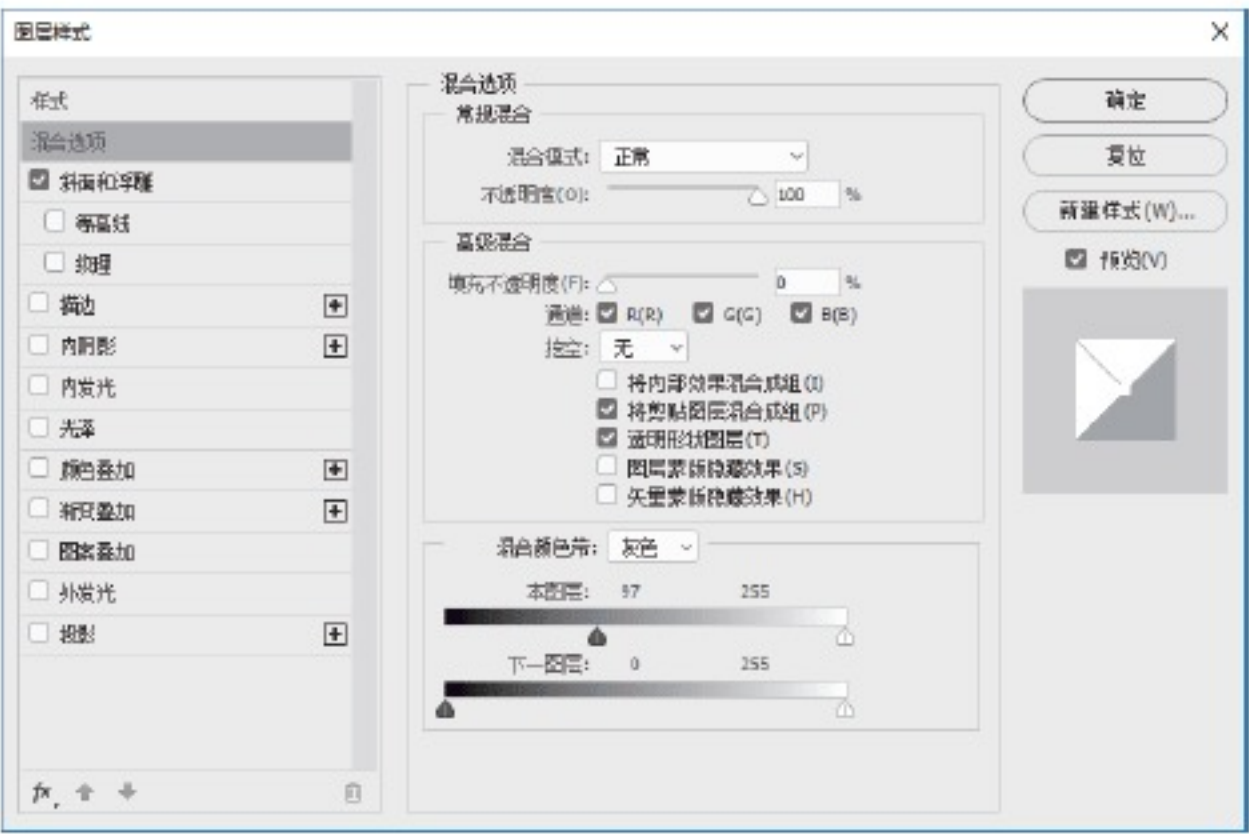 图层样式
样式
混合选项
斜面和浮雕
等高线
纹理
描边
内阴影
内发光
光泽
颜色叠加
渐变叠加
图案叠加
外发光
投影
fx
混合选项
常规混合
混合模式: 正常
不透明度(O): 100 %
高级混合
填充不透明度(F): 0 %
通道: R(R) G(G) B(B)
挖空: 无
将内部效果混合成组(I)
将剪贴图层混合成组(P)
透明形状图层(T)
图层蒙版隐藏效果(S)
矢量蒙版隐藏效果(H)
混合颜色带: 灰色
本图层: 97 255
下一图层: 0 255
确定
复位
新建样式(W)...
预览(V)